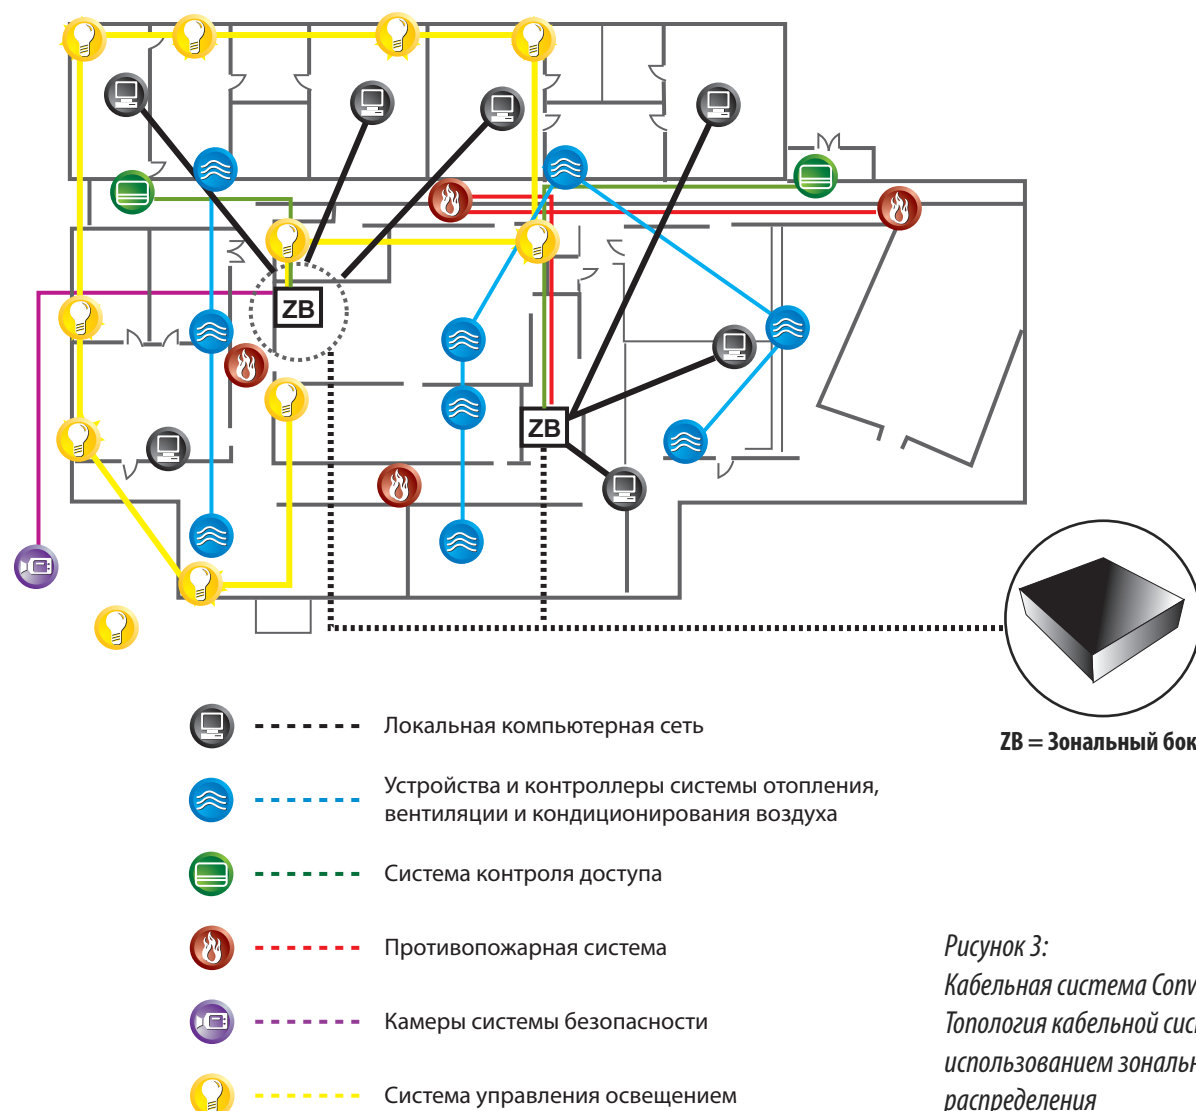 ZB
ZB
ZB = Зональный бок
Локальная компьютерная сеть
Устройства и контроллеры системы отопления,
вентиляции и кондиционирования воздуха
Система контроля доступа
Противопожарная система
Камеры системы безопасности
Система управления освещением
Рисунок 3:
Кабельная система Conv
Топология кабельной сис
использованием зональн
распределения